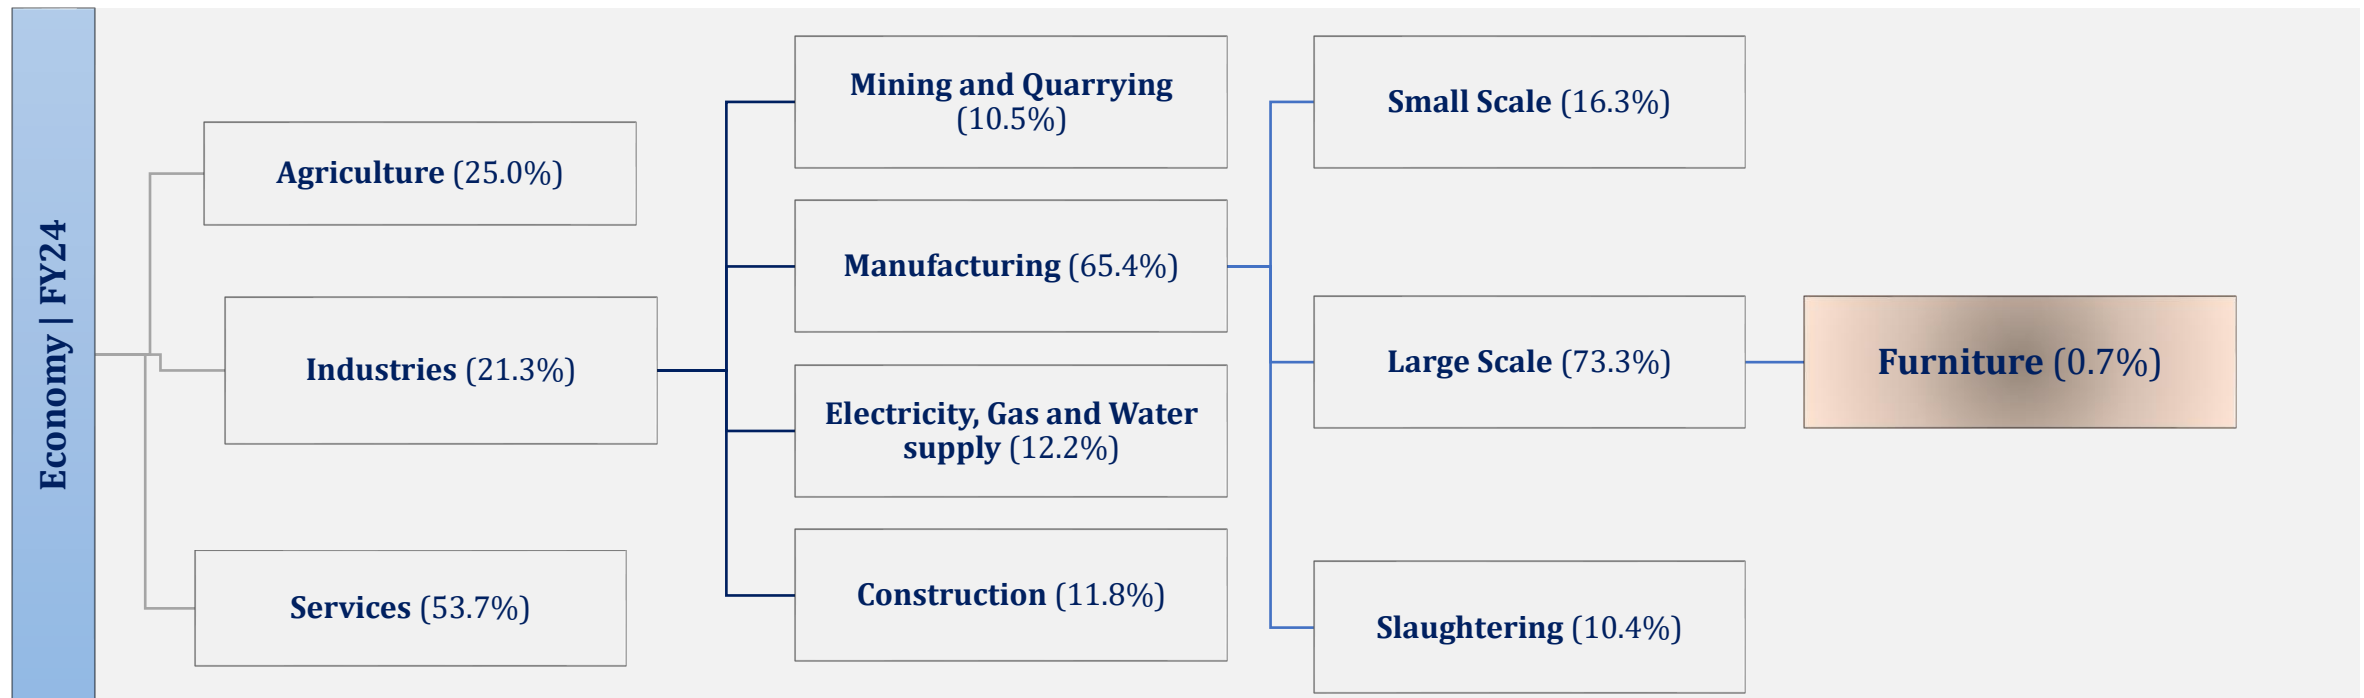 Economy | FY24
Agriculture (25.0%)
Industries (21.3%)
Services (53.7%)
Mining and Quarrying
(10.5%)
Manufacturing (65.4%)
Electricity, Gas and Water
supply (12.2%)
Construction (11.8%)
Small Scale (16.3%)
Large Scale (73.3%)
Slaughtering (10.4%)
Furniture (0.7%)